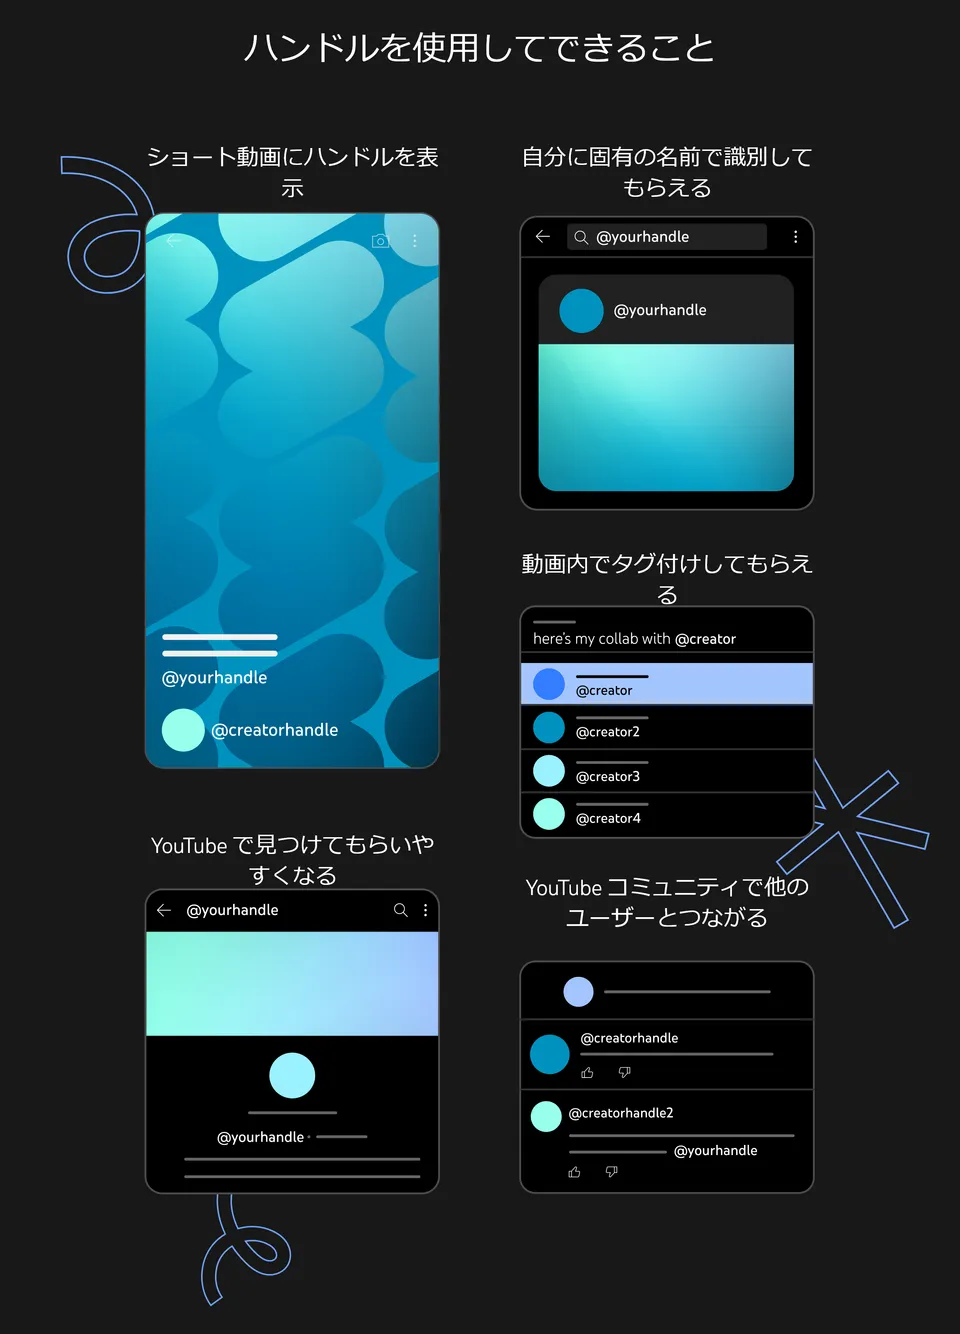 ハンドルを使用してできること
ショート動画にハンドルを表
示
@yourhandle
@creatorhandle
自分に固有の名前で識別して
もらえる
@yourhandle
@yourhandle
動画内でタグ付けしてもらえ
る
here's my collab with @creator
@creator
@creator2
@creator3
@creator4
YouTube で見つけてもらいや
すくなる
@yourhandle
@yourhandle
YouTube コミュニティで他の
ユーザーとつながる
@creatorhandle
@creatorhandle2
@yourhandle